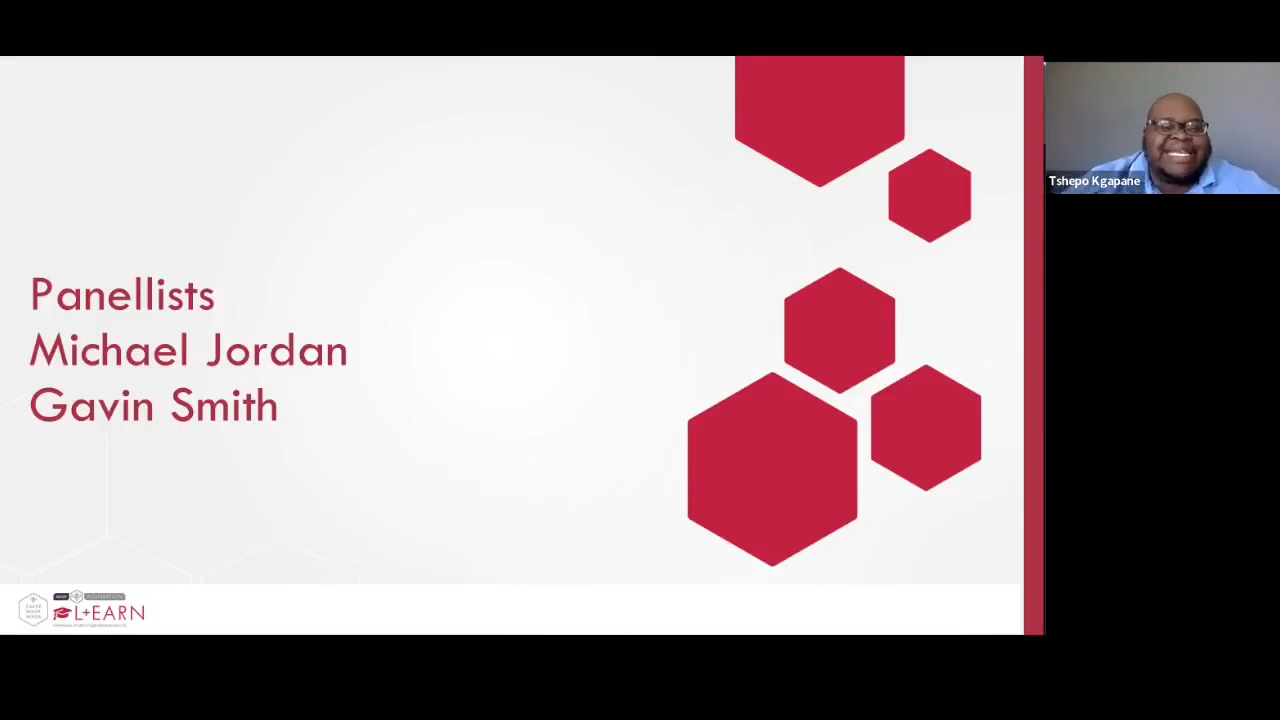 Panellists
Michael Jordan
Gavin Smith
Tshepo Kgapane
L+EARN